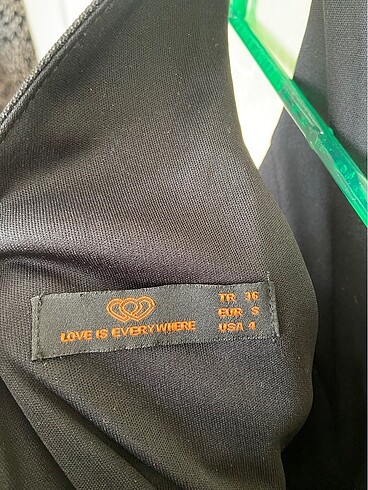 LOVE IS EVERYWHERE
TR 36
EUR S
USA 4